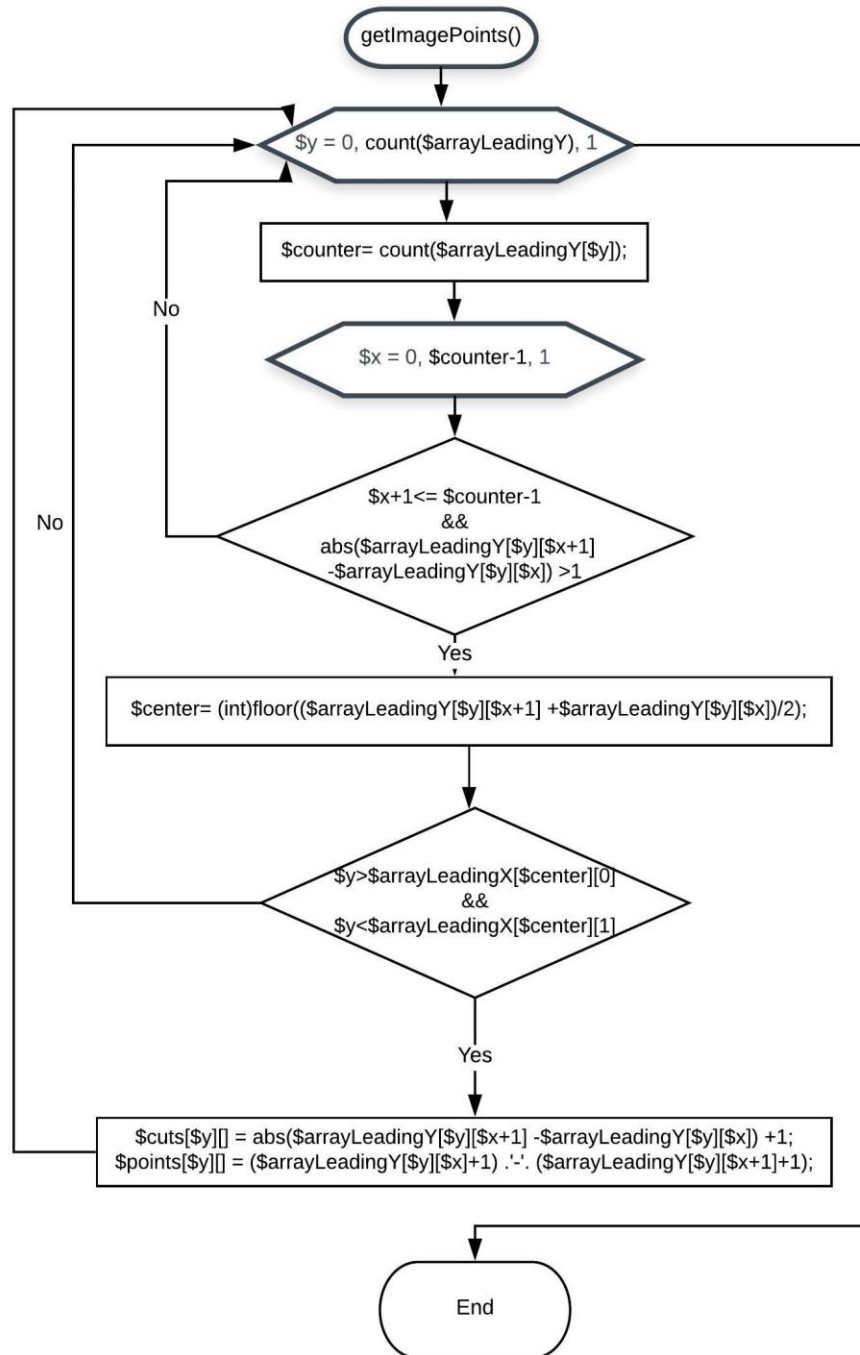 getImagePoints()
$y = 0, count($arrayLeadingY), 1
$counter= count($arrayLeadingY[$y]);
No
$x = 0, $counter-1, 1
$x+1<= $counter-1
&&
abs($arrayLeadingY[$y][$x+1]
-$arrayLeadingY[$y][$x]) >1
No
Yes
$center= (int)floor(($arrayLeadingY[$y][$x+1] +$arrayLeadingY[$y][$x])/2);
$y>$arrayLeadingX[$center][0]
&&
$y<$arrayLeadingX[$center][1]
Yes
$cuts[$y][] = abs($arrayLeadingY[$y][$x+1] -$arrayLeadingY[$y][$x]) +1;
$points[$y][] = ($arrayLeadingY[$y][$x]+1) .'-'. ($arrayLeadingY[$y][$x+1]+1);
End